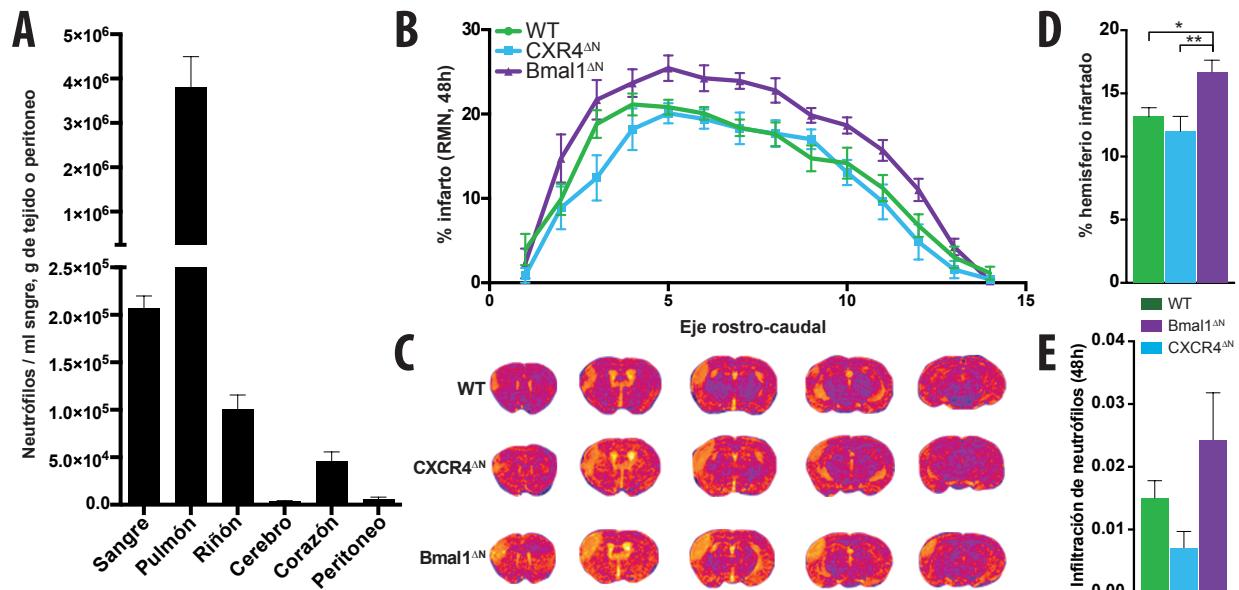 A
Neutrófilos / ml sngre, g de tejido o peritoneo
5×10⁶
4×10⁶
3×10⁶
2×10⁶
1×10⁶
2.5×10⁵
2.0×10⁵
1.5×10⁵
1.0×10⁵
5.0×10⁴
0.0
Sangre
Pulmón
Riñón
Cerebro
Corazón
Peritoneo
B
WT
CXR4ΔN
Bmal1ΔN
% infarto (RMN, 48h)
30
20
10
0
0
5
10
15
Eje rostro-caudal
C
WT
CXCR4ΔN
Bmal1ΔN
D
% hemisferio infartado
20
15
10
5
0
*
**
WT
Bmal1ΔN
CXCR4ΔN
E
Infiltración de neutrófilos (48h)
0.04
0.03
0.02
0.01
0.00